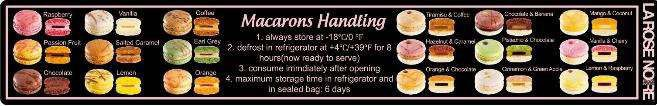 Raspberry
Vanilla
Coffee
Passion Fruit
Salted Caramel
Earl Grey
Chocolate
Lemon
Orange
Macarons Handling
1. always store at -18°C/0 °F
2. defrost in refrigerator at +4°C/+39°F for 8
hours(now ready to serve)
3. consume imidiately after opening
4. maximum storage time in refrigerator and
in sealed bag: 6 days
Tiramisu & Coffee
Chocolate & Banana
Mango & Coconut
Hazelnut & Caramel
Pistachio & Chocolate
Vanilla & Cherry
Orange & Chocolate
Cinnamon & Green Apple
Lemon & Raspberry
LA ROSE NOIRE